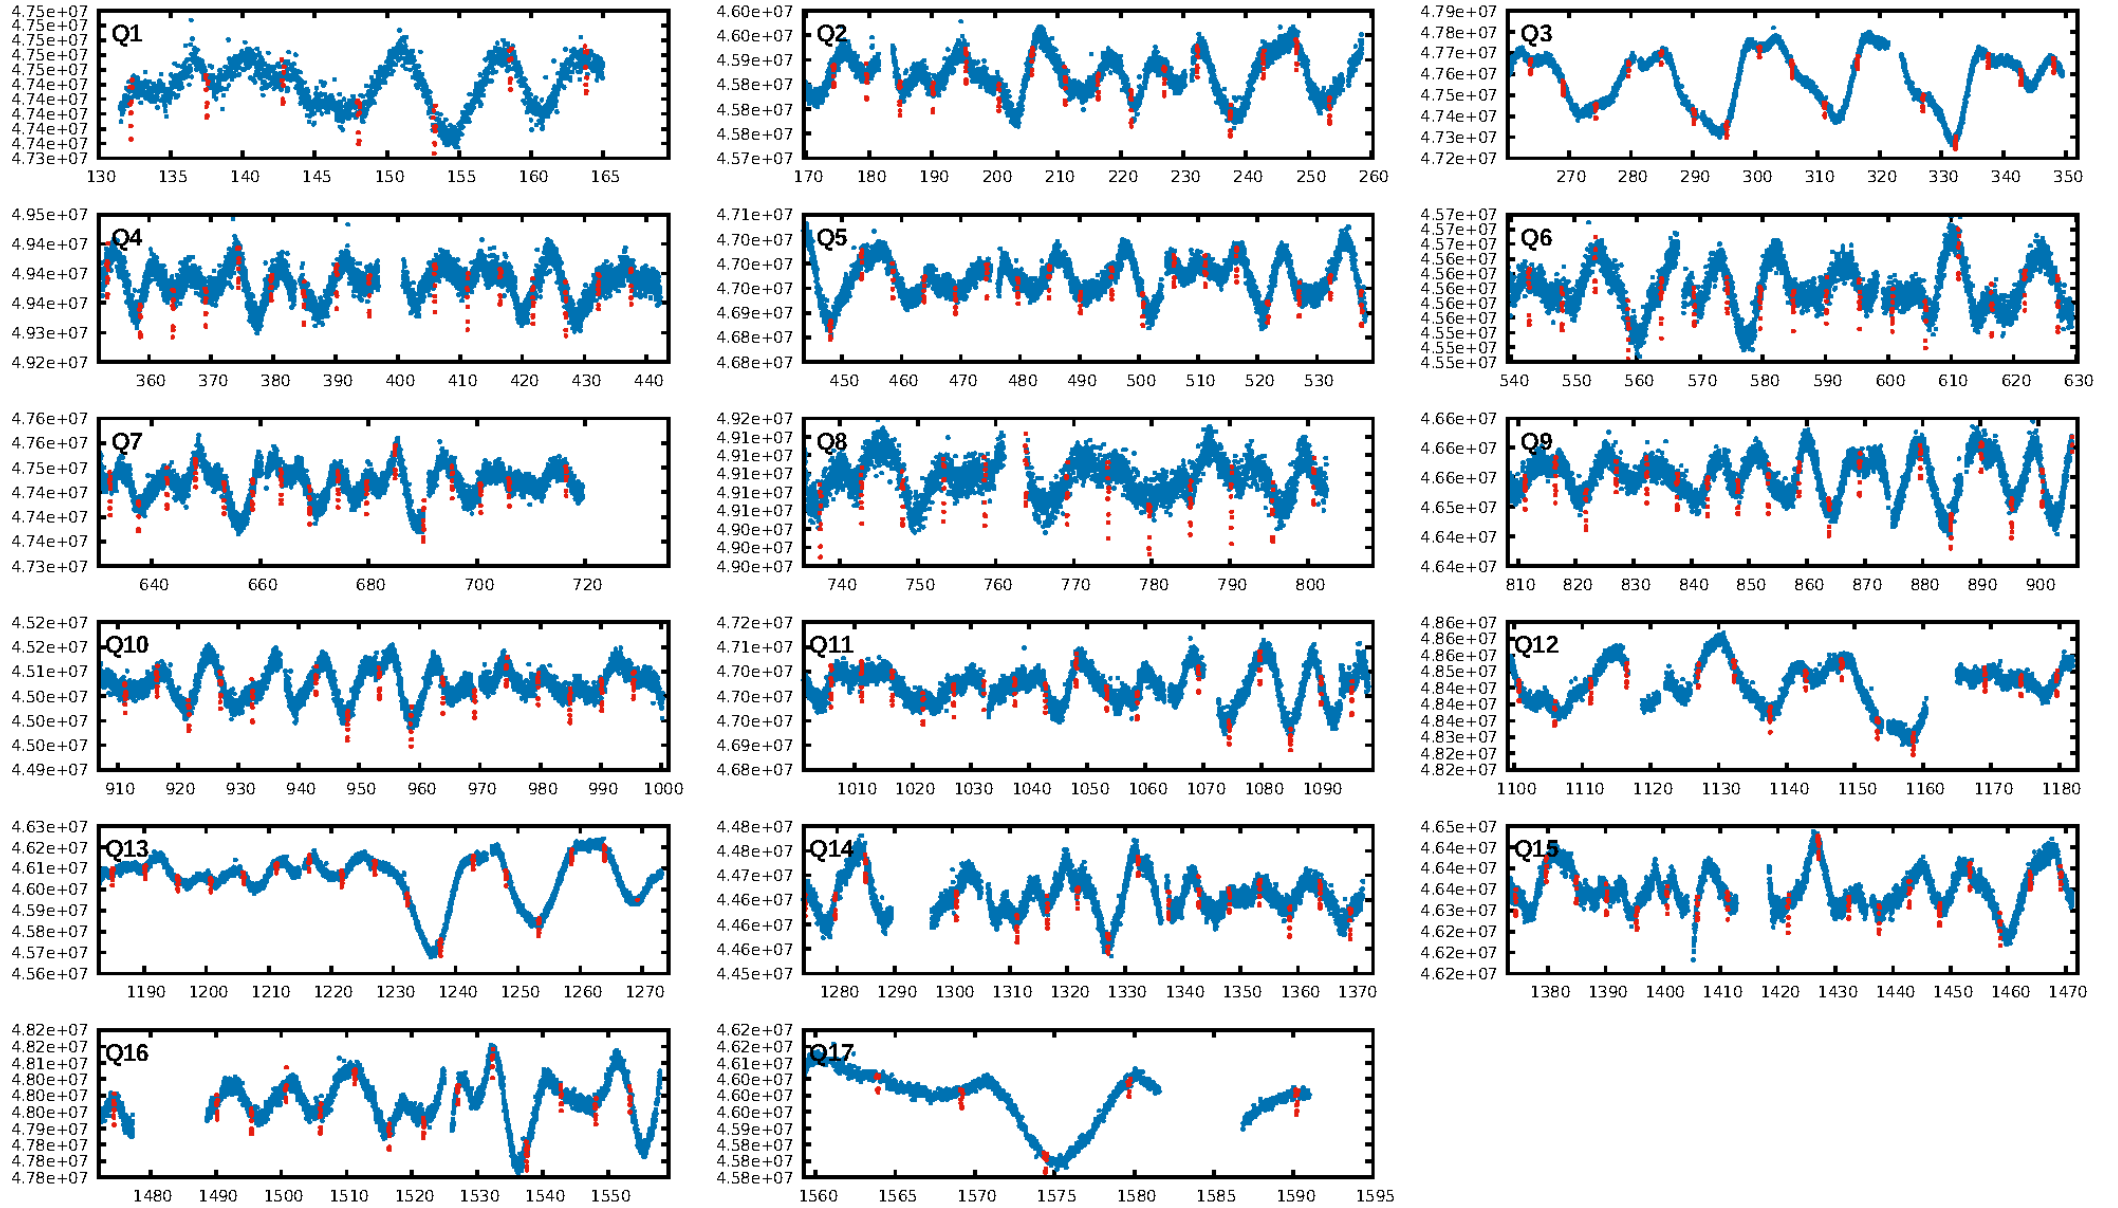 4.75e+07 4.75e+07 4.75e+07 4.75e+07 4.75e+07 4.74e+07 4.74e+07 4.74e+07 4.74e+07 4.74e+07 4.73e+07
Q1
130 135 140 145 150 155 160 165
4.60e+07 4.60e+07 4.59e+07 4.58e+07 4.58e+07 4.58e+07 4.57e+07
Q2
170 180 190 200 210 220 230 240 250 260
4.79e+07 4.77e+07 4.76e+07 4.75e+07 4.73e+07 4.72e+07
Q3
270 280 290 300 310 320 330 340 350
4.95e+07 4.94e+07 4.94e+07 4.94e+07 4.93e+07 4.92e+07
Q4
360 370 380 390 400 410 420 430 440
4.71e+07 4.70e+07 4.70e+07 4.70e+07 4.69e+07 4.68e+07 4.68e+07
Q5
450 460 470 480 490 500 510 520 530
4.57e+07 4.57e+07 4.57e+07 4.56e+07 4.56e+07 4.56e+07 4.56e+07 4.56e+07 4.55e+07 4.55e+07 4.55e+07
Q6
540 550 560 570 580 590 600 610 620 630
4.76e+07 4.76e+07 4.75e+07 4.74e+07 4.74e+07 4.74e+07 4.73e+07
Q7
640 660 680 700 720
4.92e+07 4.91e+07 4.91e+07 4.91e+07 4.91e+07 4.91e+07 4.90e+07 4.90e+07 4.90e+07
Q8
740 750 760 770 780 790 800
4.66e+07 4.66e+07 4.66e+07 4.65e+07 4.64e+07 4.64e+07
Q9
810 820 830 840 850 860 870 880 890 900
4.52e+07 4.52e+07 4.51e+07 4.50e+07 4.50e+07 4.50e+07 4.49e+07
Q10
910 920 930 940 950 960 970 980 990 1000
4.72e+07 4.71e+07 4.70e+07 4.70e+07 4.70e+07 4.69e+07 4.68e+07
Q11
1010 1020 1030 1040 1050 1060 1070 1080 1090
4.86e+07 4.86e+07 4.86e+07 4.85e+07 4.84e+07 4.84e+07 4.84e+07 4.83e+07 4.82e+07 4.82e+07
Q12
1100 1110 1120 1130 1140 1150 1160 1170 1180
4.63e+07 4.62e+07 4.61e+07 4.60e+07 4.59e+07 4.58e+07 4.57e+07 4.56e+07
Q13
1190 1200 1210 1220 1230 1240 1250 1260 1270
4.48e+07 4.48e+07 4.47e+07 4.46e+07 4.46e+07 4.46e+07 4.45e+07
Q14
1280 1290 1300 1310 1320 1330 1340 1350 1360 1370
4.65e+07 4.64e+07 4.64e+07 4.63e+07 4.62e+07 4.62e+07
Q15
1380 1390 1400 1410 1420 1430 1440 1450 1460 1470
4.82e+07 4.82e+07 4.81e+07 4.80e+07 4.80e+07 4.80e+07 4.79e+07 4.78e+07 4.78e+07 4.78e+07
Q16
1480 1490 1500 1510 1520 1530 1540 1550
4.62e+07 4.62e+07 4.61e+07 4.60e+07 4.60e+07 4.60e+07 4.59e+07 4.58e+07 4.58e+07 4.58e+07
Q17
1560 1565 1570 1575 1580 1585 1590 1595